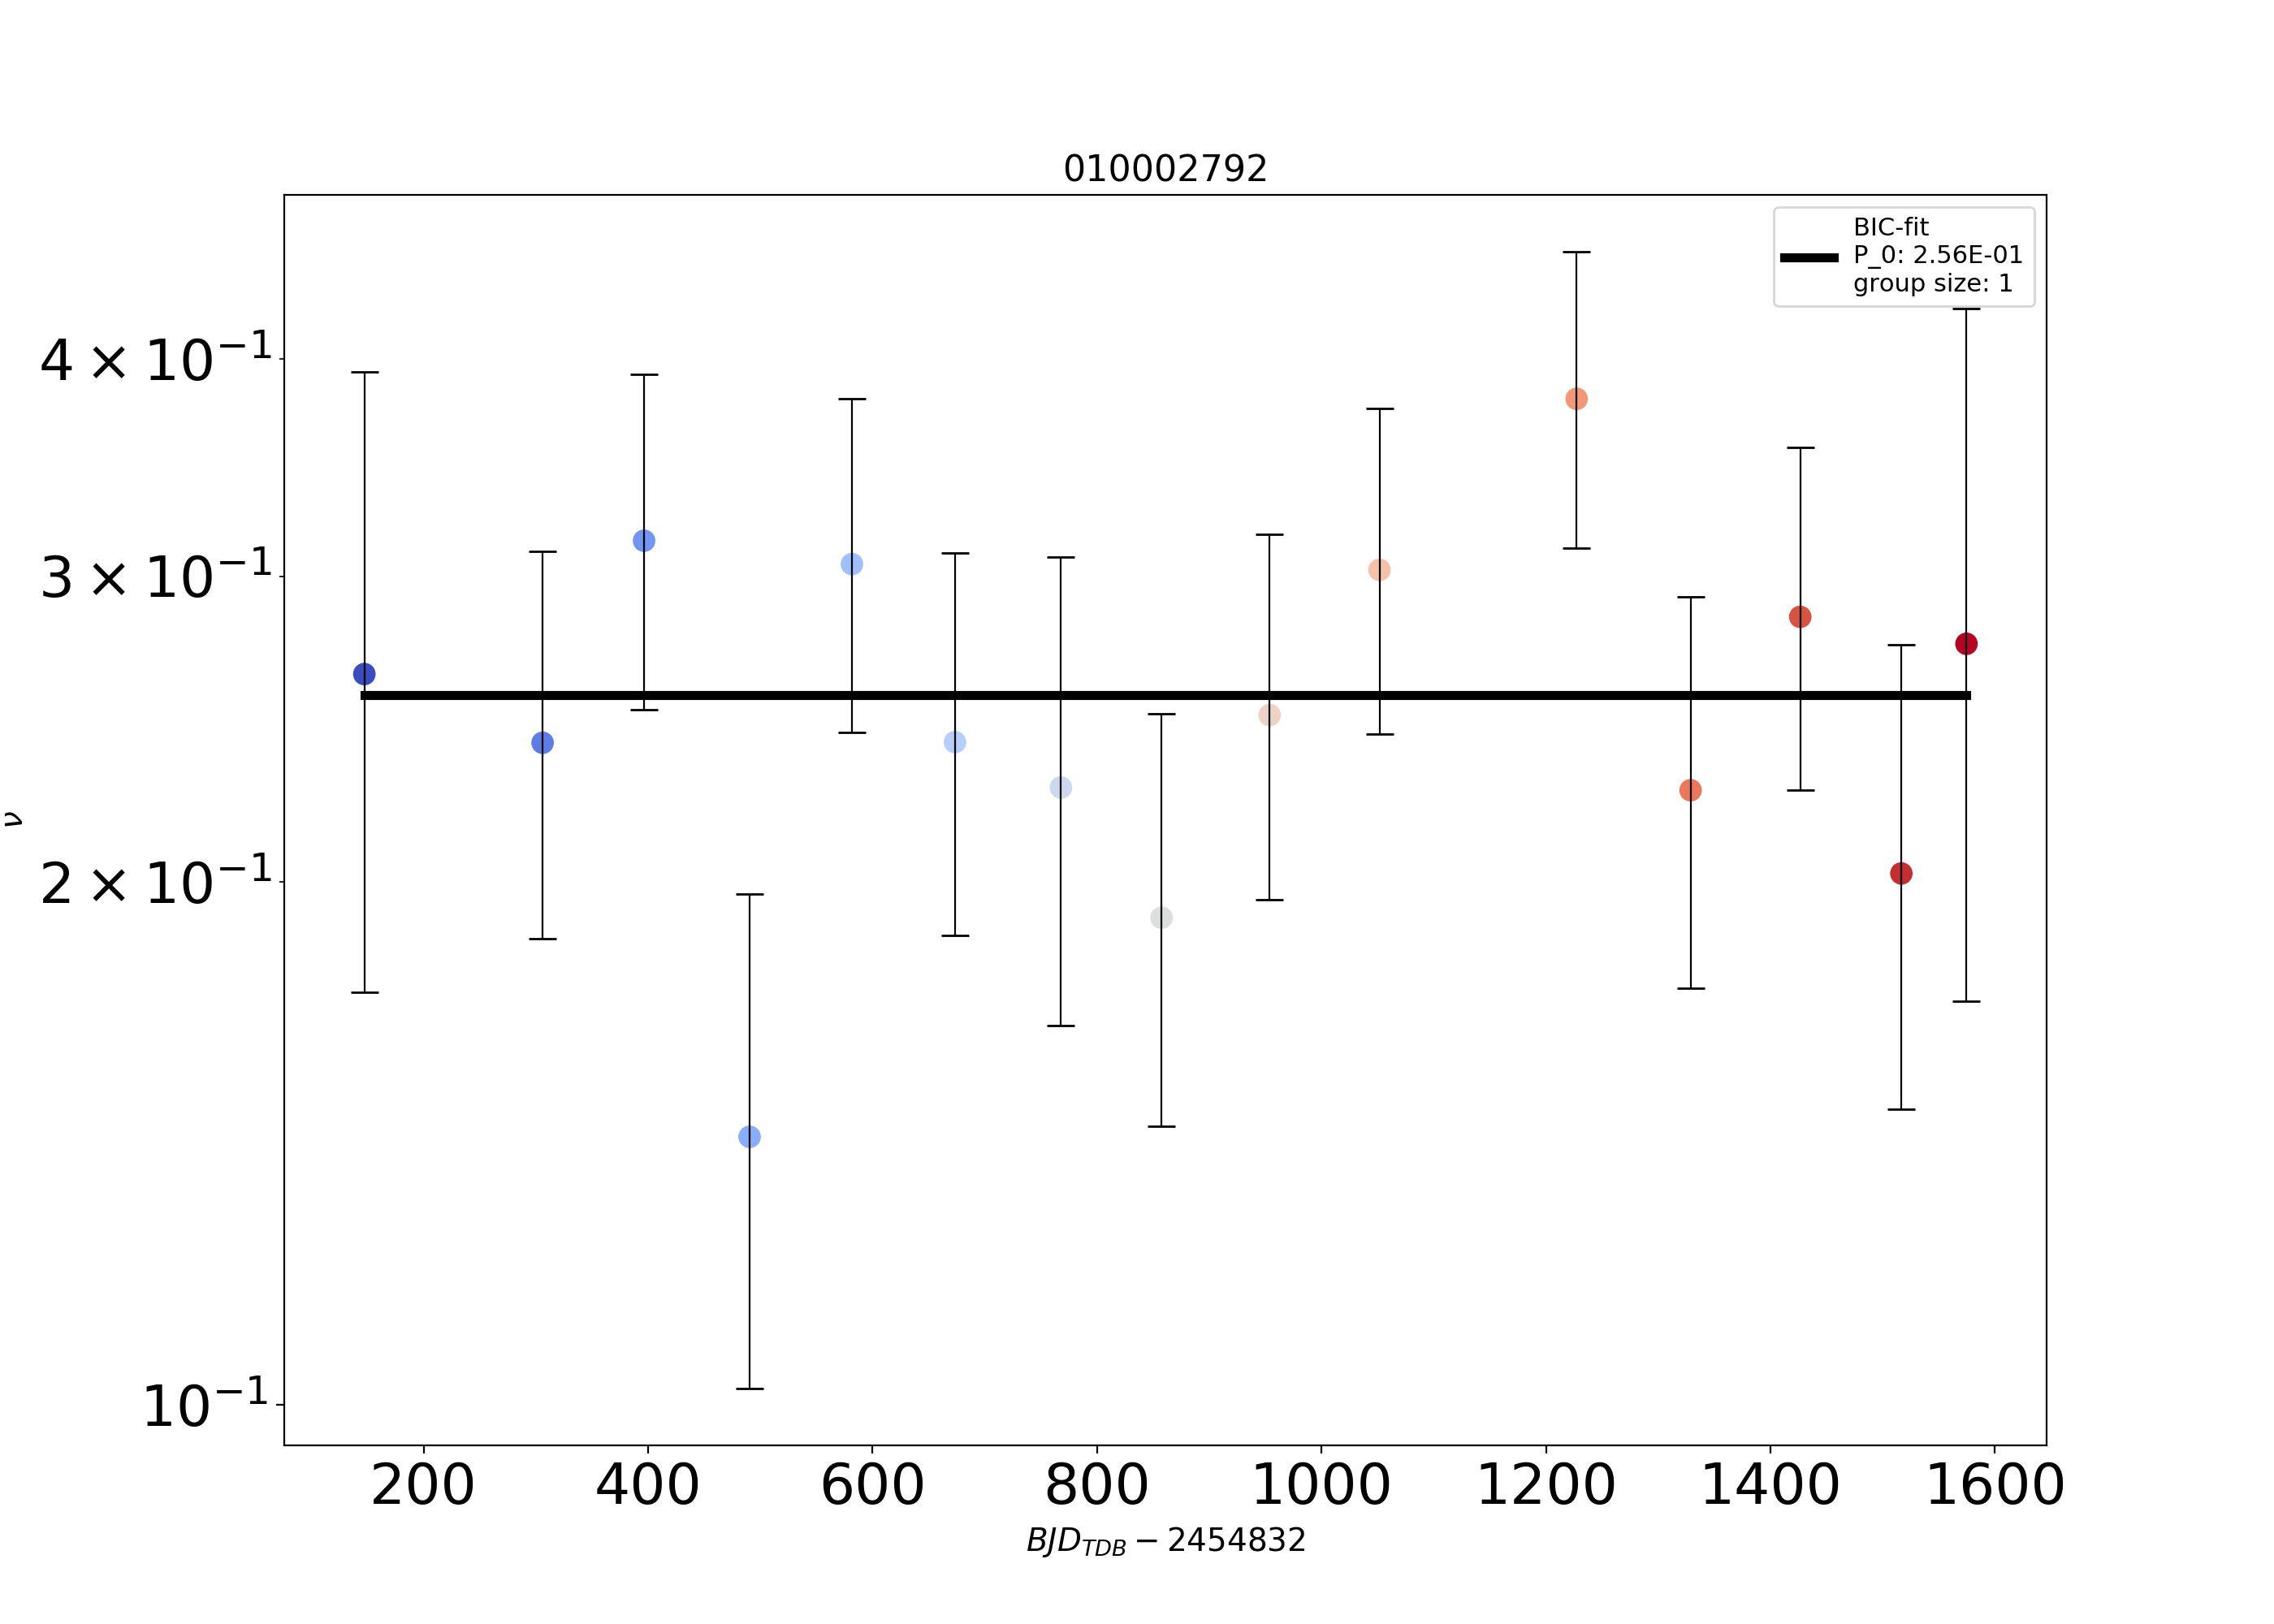 010002792
BIC-fit
P_0: 2.56E-01
group size: 1
4 × 10⁻¹
3 × 10⁻¹
2 × 10⁻¹
10⁻¹
ν
200 400 600 800 1000 1200 1400 1600
BJD_TDB − 2454832